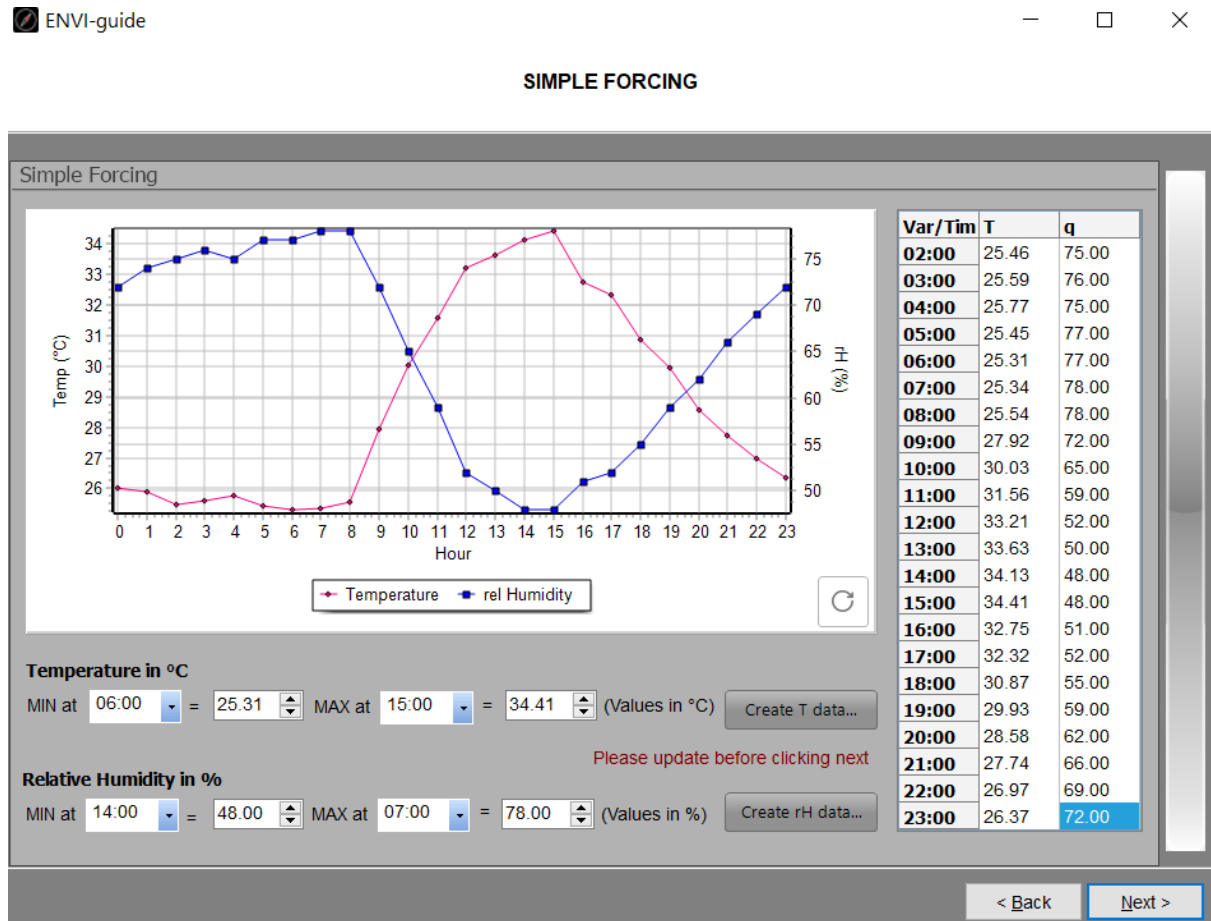 ENVI-guide
SIMPLE FORCING
Simple Forcing
34
33
32
31
30
29
28
27
26
Temp (°C)
75
70
65
60
55
50
rH (%)
0 1 2 3 4 5 6 7 8 9 10 11 12 13 14 15 16 17 18 19 20 21 22 23
Hour
Temperature rel Humidity
Var/Tim T q
02:00 25.46 75.00
03:00 25.59 76.00
04:00 25.77 75.00
05:00 25.45 77.00
06:00 25.31 77.00
07:00 25.34 78.00
08:00 25.54 78.00
09:00 27.92 72.00
10:00 30.03 65.00
11:00 31.56 59.00
12:00 33.21 52.00
13:00 33.63 50.00
14:00 34.13 48.00
15:00 34.41 48.00
16:00 32.75 51.00
17:00 32.32 52.00
18:00 30.87 55.00
19:00 29.93 59.00
20:00 28.58 62.00
21:00 27.74 66.00
22:00 26.97 69.00
23:00 26.37 72.00
Temperature in °C
MIN at 06:00 = 25.31 MAX at 15:00 = 34.41 (Values in °C) Create T data...
Please update before clicking next
Relative Humidity in %
MIN at 14:00 = 48.00 MAX at 07:00 = 78.00 (Values in %) Create rH data...
< Back Next >